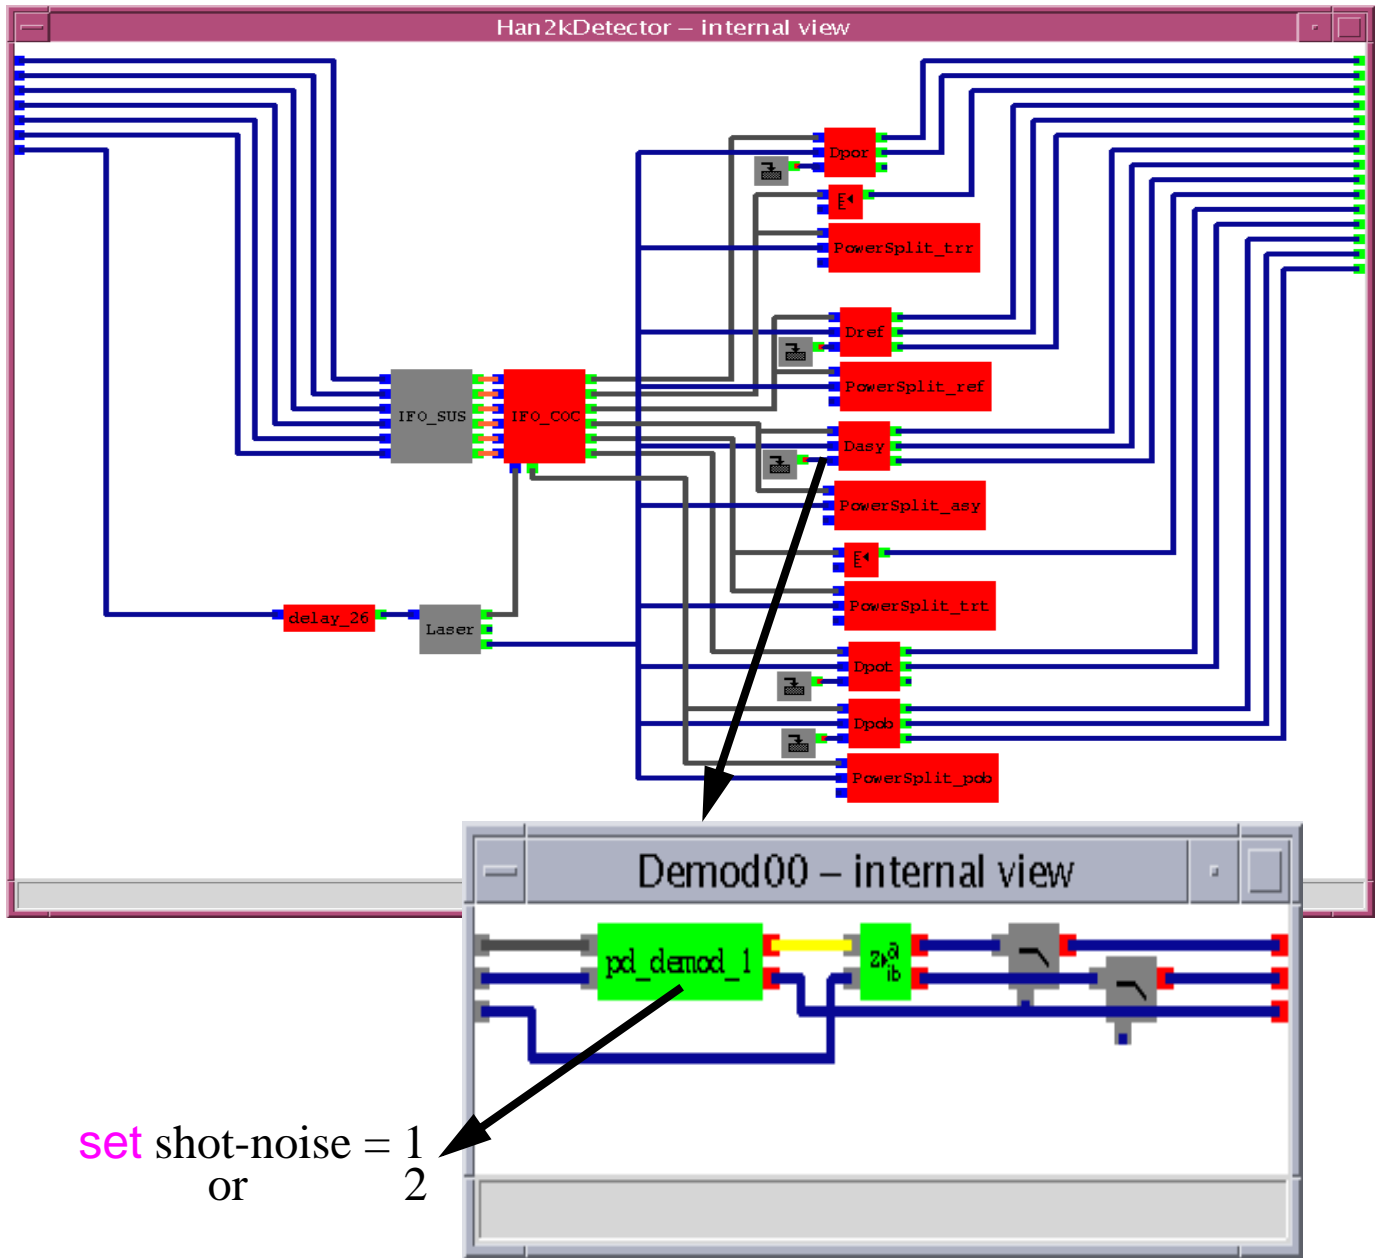 Han2kDetector – internal view
Dpor
PowerSplit_trr
Dref
PowerSplit_ref
IFO_SUS
IFO_COC
Dasy
PowerSplit_asy
PowerSplit_trt
delay_26
Laser
Dpot
Dpob
PowerSplit_pob
Demod00 – internal view
pd_demod_1
z a
ib
set shot-noise = 1
or 2